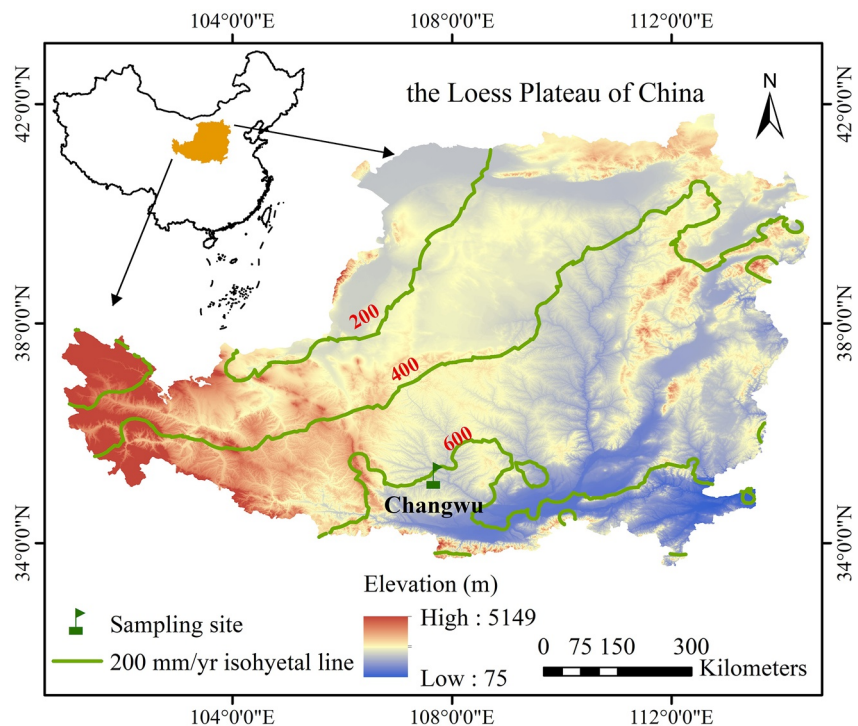 104°0'0"E 108°0'0"E 112°0'0"E
42°0'0"N
42°0'0"N
the Loess Plateau of China
N
38°0'0"N
38°0'0"N
200
400
600
Changwu
34°0'0"N
34°0'0"N
Elevation (m)
High : 5149
Low : 75
Sampling site
200 mm/yr isohyetal line
0 75 150 300
Kilometers
104°0'0"E 108°0'0"E 112°0'0"E